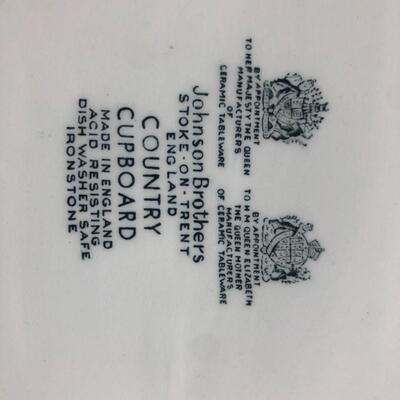 BY APPOINTMENT
TO HER MAJESTY THE QUEEN
MANUFACTURERS
OF
CERAMIC TABLEWARE
BY APPOINTMENT
TO H M QUEEN ELIZABETH
THE QUEEN MOTHER
MANUFACTURERS
OF CERAMIC TABLEWARE
Johnson Brothers
STOKE-ON-TRENT
ENGLAND
COUNTRY
CUPBOARD
MADE IN ENGLAND
ACID RESISTING
DISH WASHER SAFE
IRONSTONE